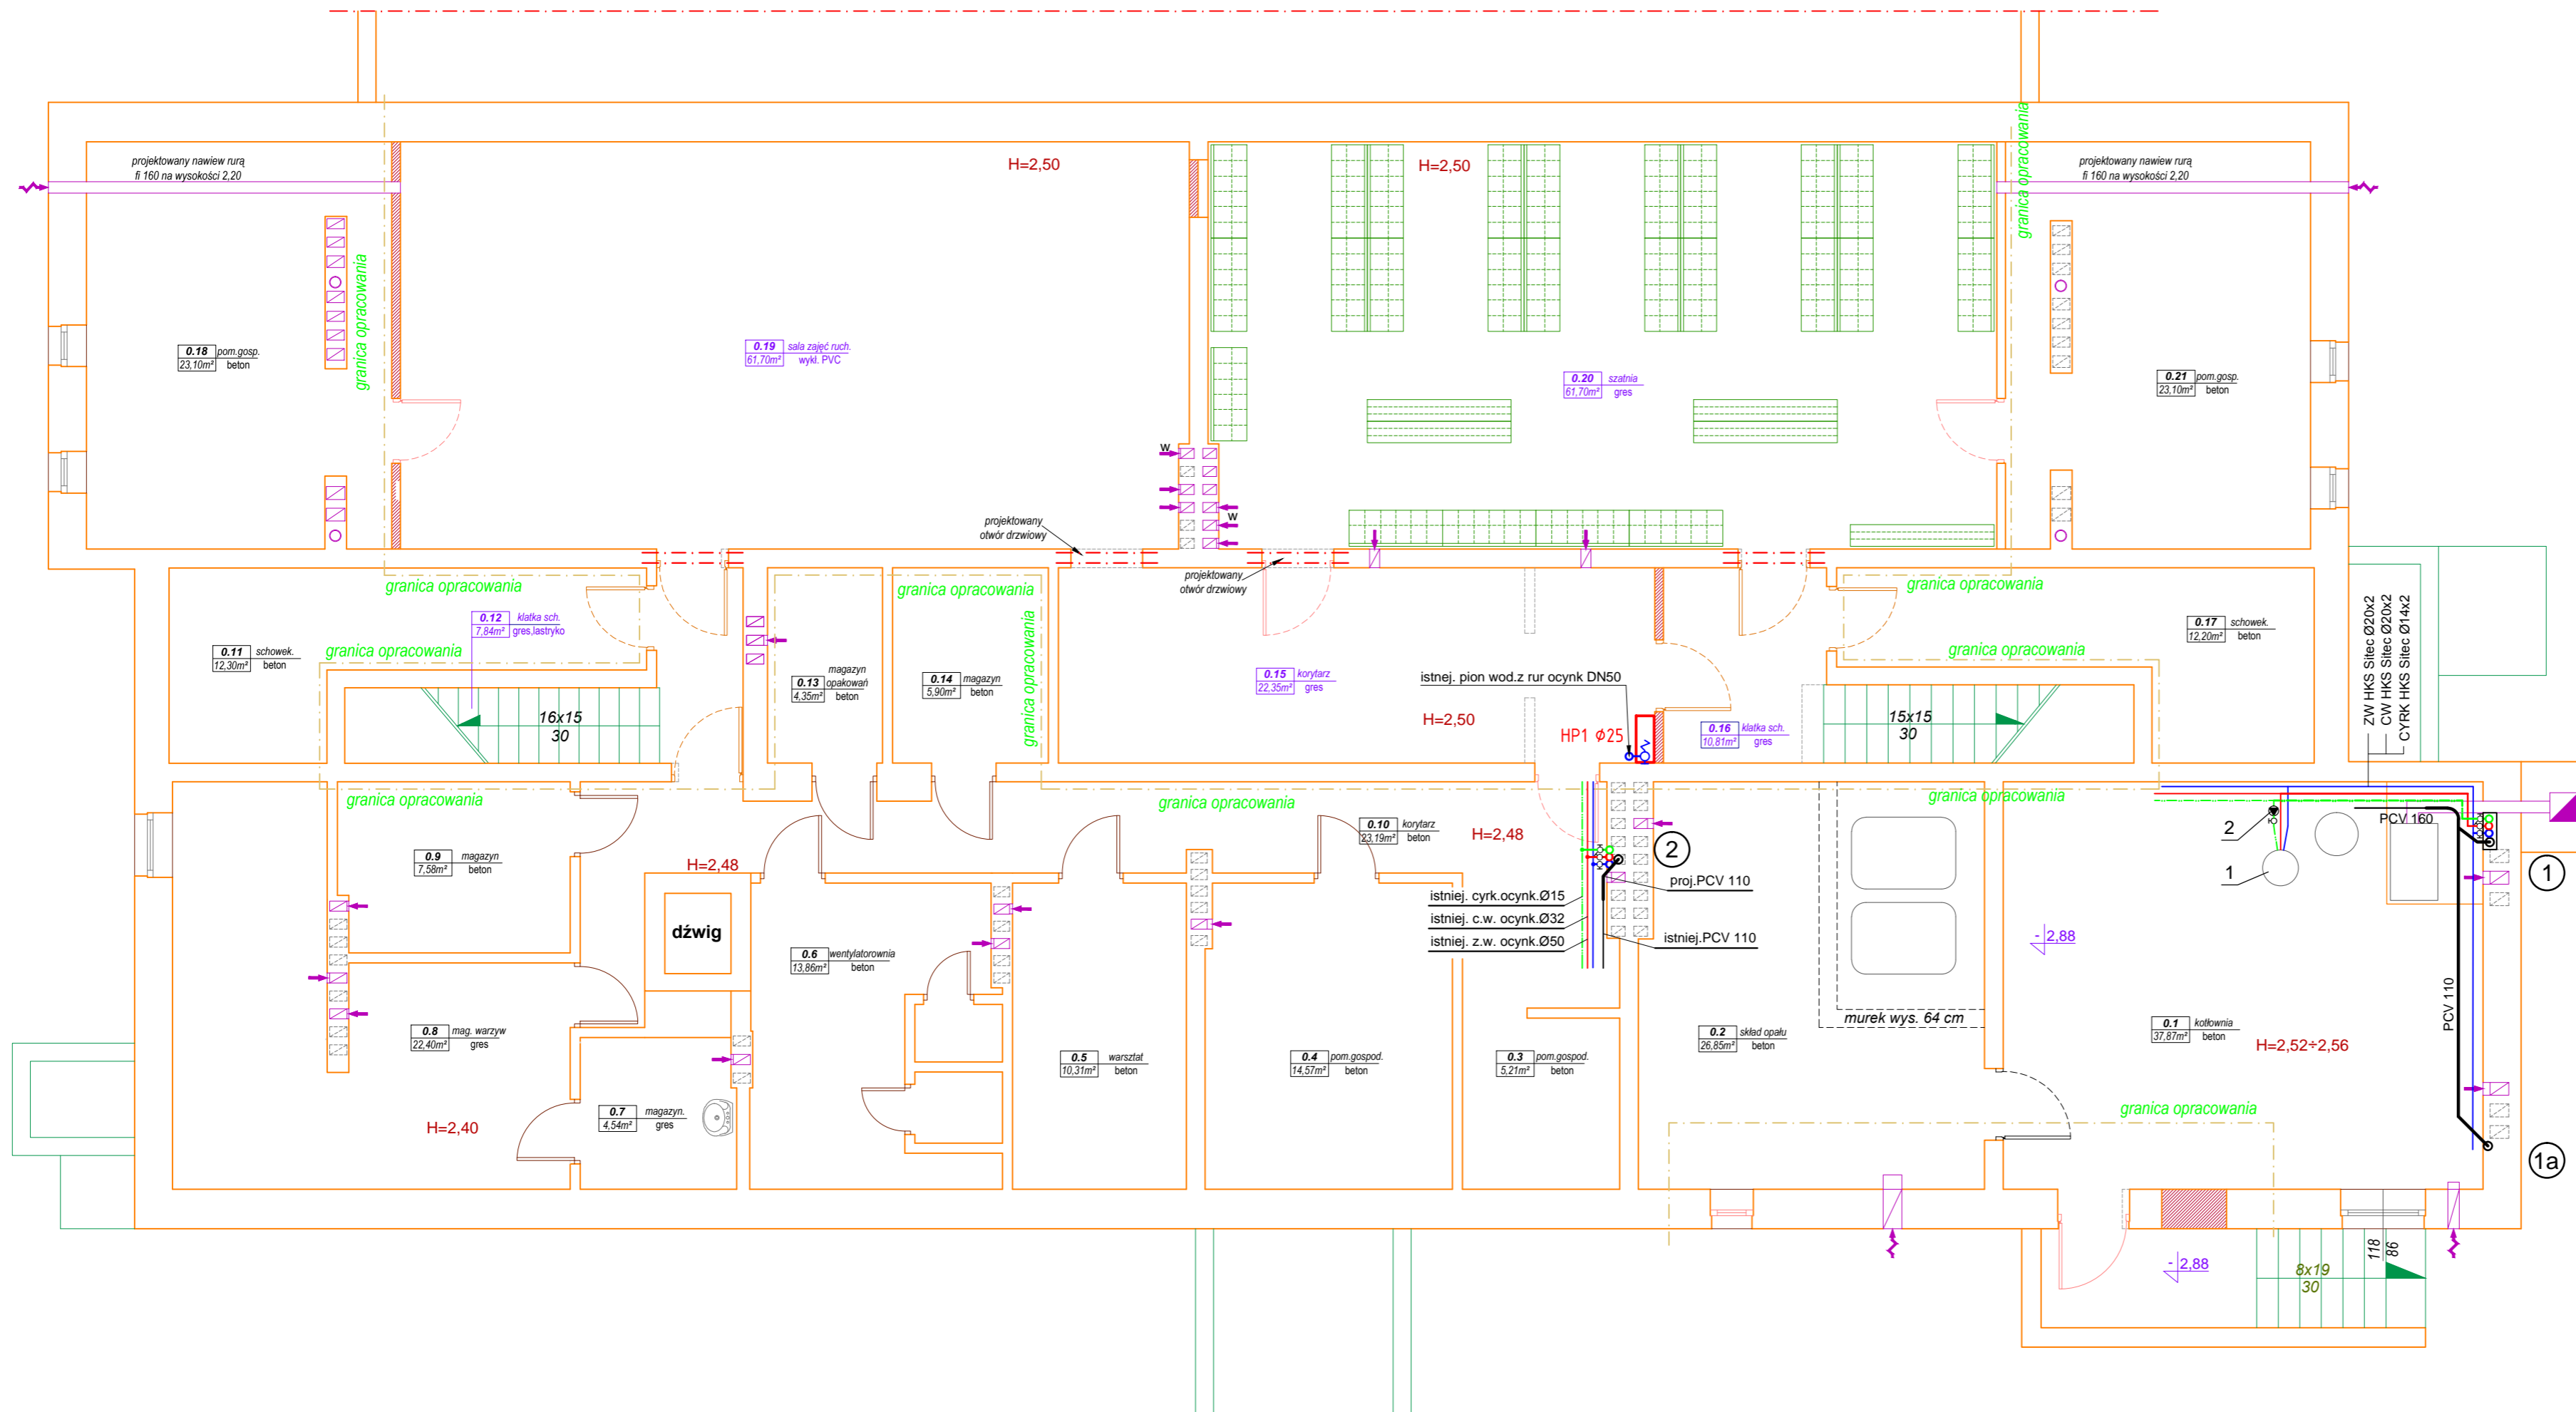 projektowany nawiew rurą
fi 160 na wysokości 2,20
H=2,50
H=2,50
projektowany nawiew rurą
fi 160 na wysokości 2,20
granica opracowania
granica opracowania
0.18 pom.gosp.
23,10m² beton
0.19 sala zajęć ruch.
61,70m² wykł. PVC
0.20 szatnia
61,70m² gres
0.21 pom.gosp.
23,10m² beton
W
W
projektowany
otwór drzwiowy
projektowany
otwór drzwiowy
granica opracowania
granica opracowania
granica opracowania
granica opracowania
0.12 klatka sch.
7,84m² gres,lastryko
0.11 schowek.
12,30m² beton
granica opracowania
granica opracowania
0.17 schowek.
12,20m² beton
magazyn
0.13 opakowań
4,35m² beton
0.14 magazyn
5,90m² beton
0.15 korytarz
22,35m² gres
istnej. pion wod.z rur ocynk DN50
H=2,50
HP1 ϕ25
0.16 klatka sch.
10,81m² gres
16x15
30
15x15
30
ZW HKS Sitec Ø20x2
CW HKS Sitec Ø20x2
CYRK HKS Sitec Ø14x2
granica opracowania
granica opracowania
granica opracowania
0.10 korytarz
23,19m² beton
H=2,48
H=2,48
PCV 160
2
1
2
1
0.9 magazyn
7,58m² beton
proj.PCV 110
istniej. cyrk.ocynk.Ø15
istniej. c.w. ocynk.Ø32
istniej. z.w. ocynk.Ø50
istniej.PCV 110
dźwig
0.6 wentylatorownia
13,86m² beton
- 2,88
PCV 110
murek wys. 64 cm
0.8 mag. warzyw
22,40m² gres
0.5 warsztat
10,31m² beton
0.4 pom.gospod.
14,57m² beton
0.3 pom.gospod.
5,21m² beton
0.2 skład opału
26,85m² beton
0.1 kotłownia
37,87m² beton
H=2,52÷2,56
0.7 magazyn.
4,54m² gres
H=2,40
granica opracowania
1a
118
86
- 2,88
8x19
30